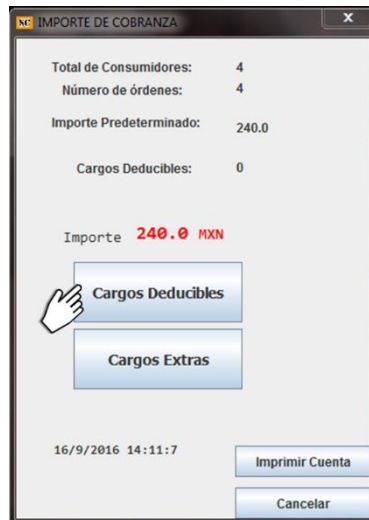 NC IMPORTE DE COBRANZA X
Total de Consumidores: 4
Número de órdenes: 4
Importe Predeterminado: 240.0
Cargos Deducibles: 0
Importe 240.0 MXN
Cargos Deducibles
Cargos Extras
16/9/2016 14:11:7
Imprimir Cuenta
Cancelar